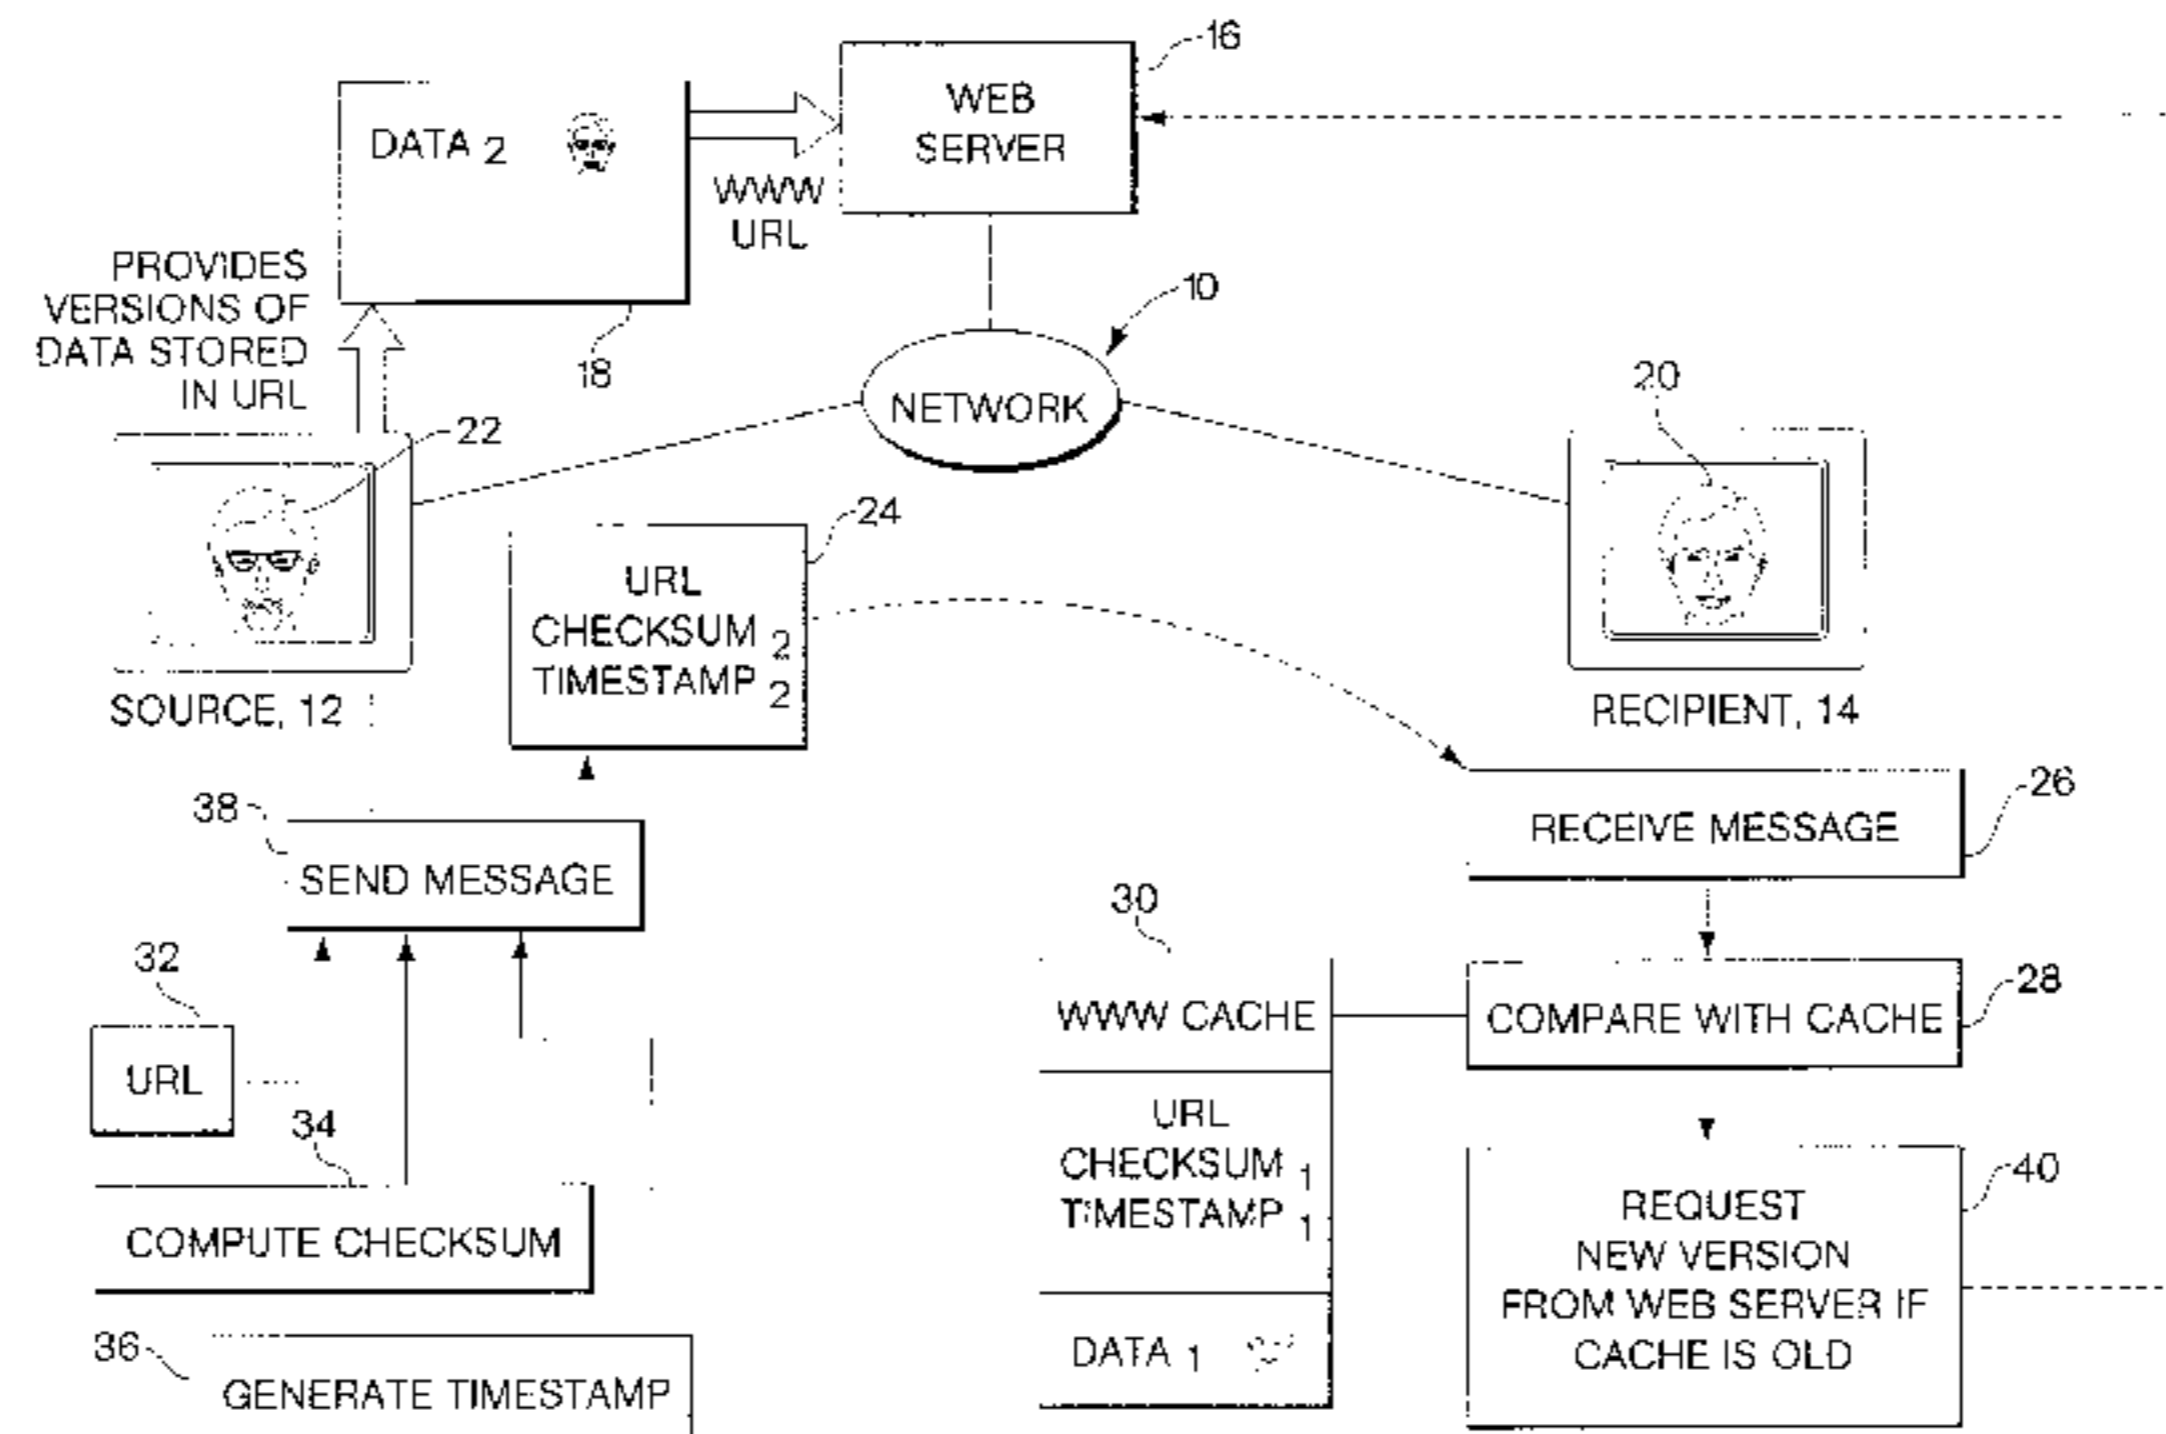 16
WEB
SERVER
DATA 2
WWW
URL
PROVIDES
VERSIONS OF
DATA STORED
IN URL
18
10
NETWORK
20
22
24
URL
CHECKSUM 2
TIMESTAMP 2
SOURCE, 12
RECIPIENT, 14
38
SEND MESSAGE
26
RECEIVE MESSAGE
30
32
WWW CACHE
COMPARE WITH CACHE
28
URL
34
URL
CHECKSUM 1
TIMESTAMP 1
40
REQUEST
NEW VERSION
FROM WEB SERVER IF
CACHE IS OLD
COMPUTE CHECKSUM
DATA 1
36
GENERATE TIMESTAMP